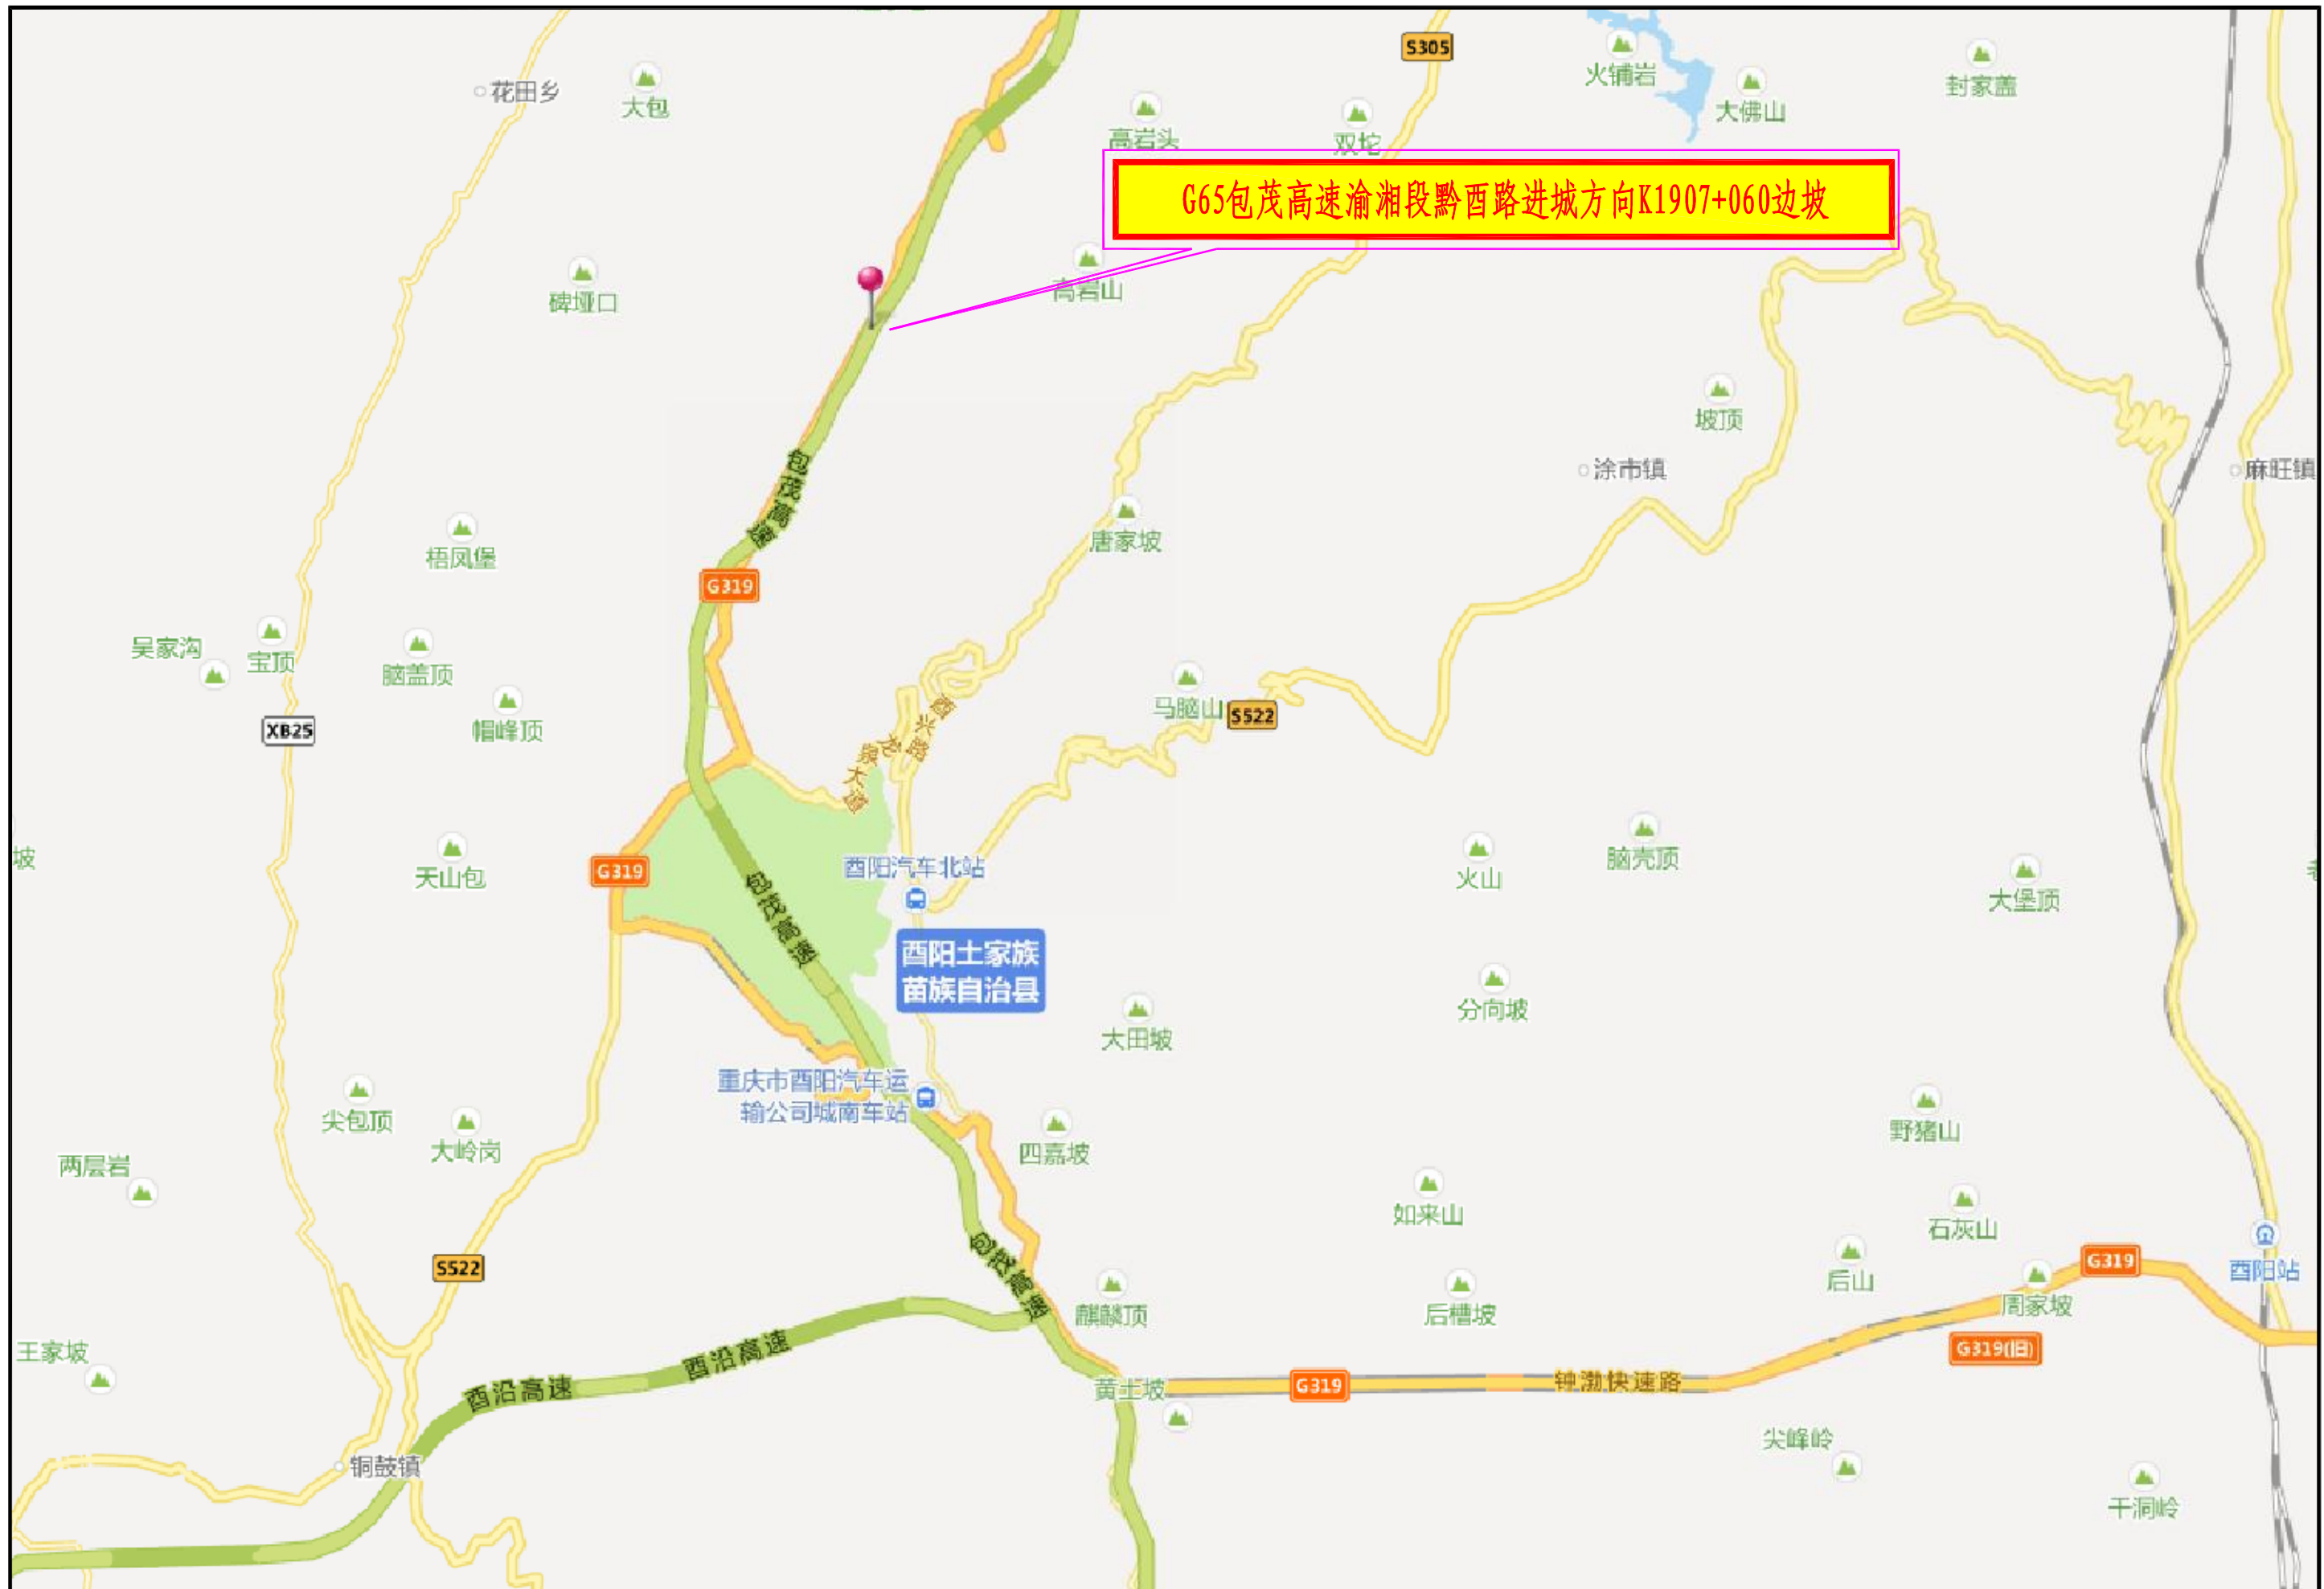 S305
火铺岩
封家盖
花田乡
大包
大佛山
高岩头
双坨
G65包茂高速渝湘段黔酉路进城方向K1907+060边坡
碑垭口
高岩山
坡顶
包茂高速
涂市镇
麻旺镇
唐家坡
梧凤堡
G319
吴家沟
宝顶
脑盖顶
马脑山
S522
帽峰顶
XB25
酉兴路
龙泉大道
坡
天山包
G319
酉阳汽车北站
包茂高速
火山
脑壳顶
大堡顶
酉阳土家族
苗族自治县
分向坡
大田坡
重庆市酉阳汽车运
输公司城南车站
尖包顶
大岭岗
四嘉坡
野猪山
两层岩
如来山
石灰山
包茂高速
S522
后山
G319
酉阳站
麒麟顶
后槽坡
周家坡
王家坡
酉沿高速
酉沿高速
G319(旧)
黄土坡
G319
钟渤快速路
铜鼓镇
尖峰岭
干洞岭